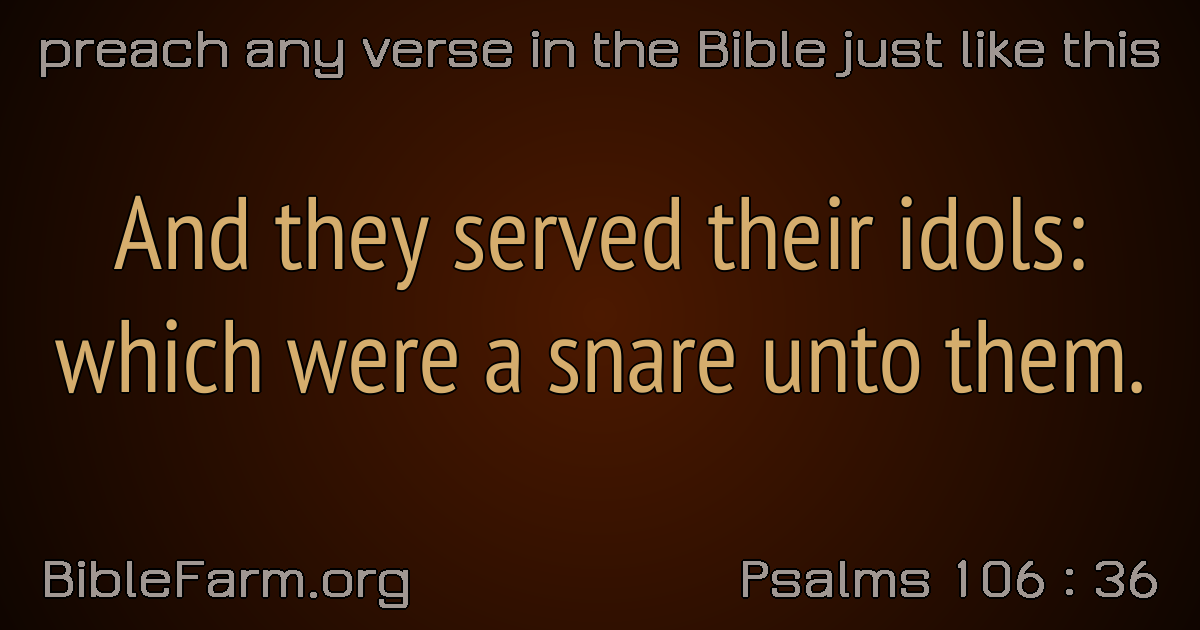 preach any verse in the Bible just like this
And they served their idols:
which were a snare unto them.
BibleFarm.org
Psalms 106 : 36